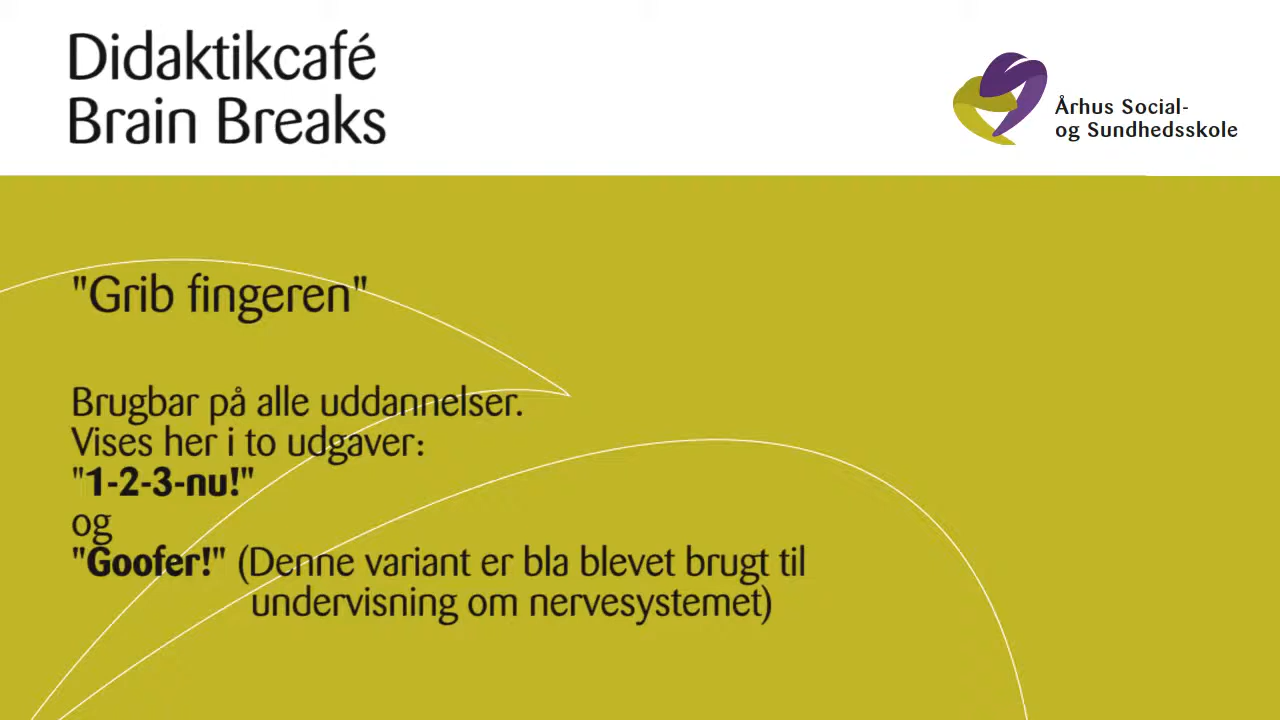 Didaktikcafé
Brain Breaks
Århus Social-
og Sundhedsskole
"Grib fingeren"
Brugbar på alle uddannelser.
Vises her i to udgaver:
"1-2-3-nu!"
og
"Goofer!" (Denne variant er bla blevet brugt til
undervisning om nervesystemet)